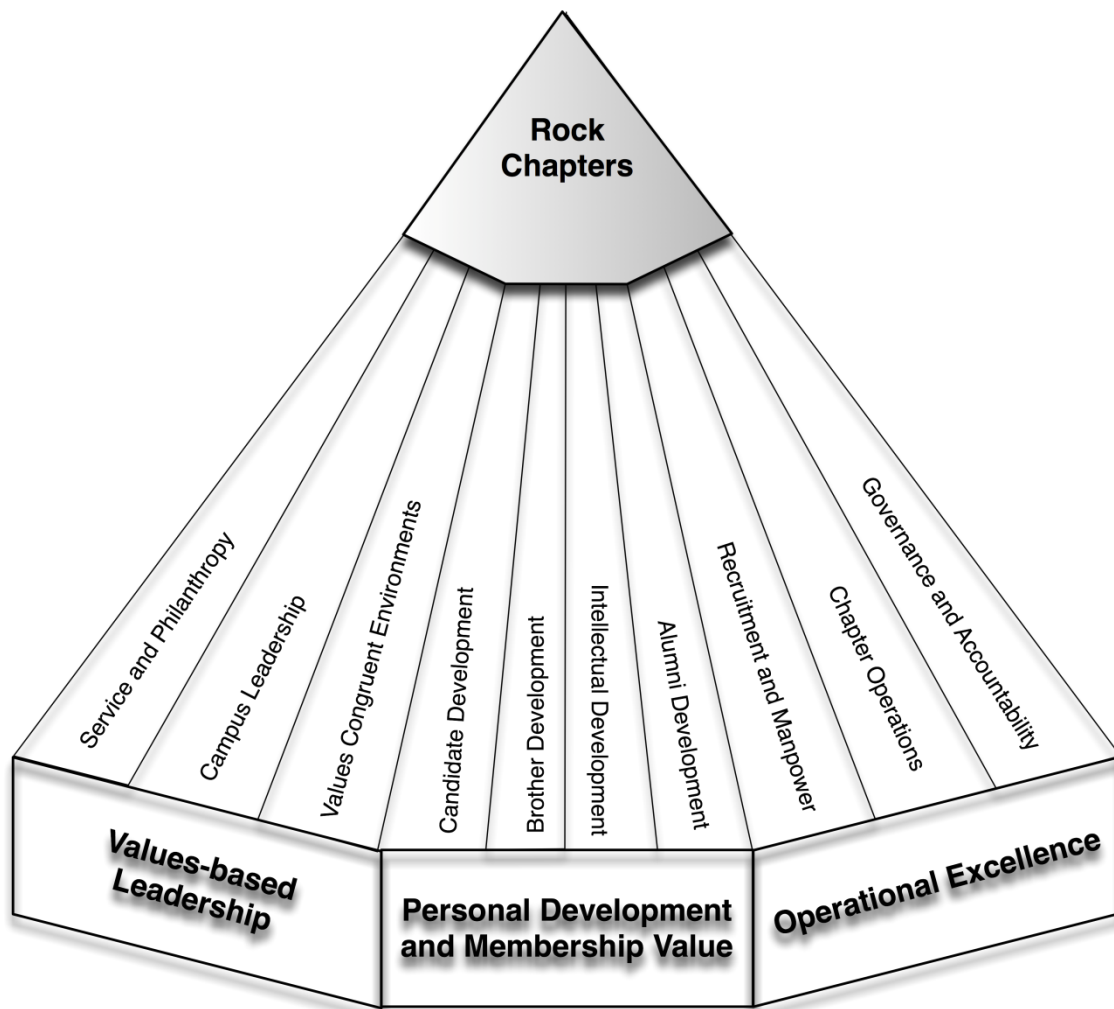 Rock
Chapters
Service and Philanthropy
Campus Leadership
Values Congruent Environments
Candidate Development
Brother Development
Intellectual Development
Alumni Development
Recruitment and Manpower
Chapter Operations
Governance and Accountability
Values-based
Leadership
Personal Development
and Membership Value
Operational Excellence